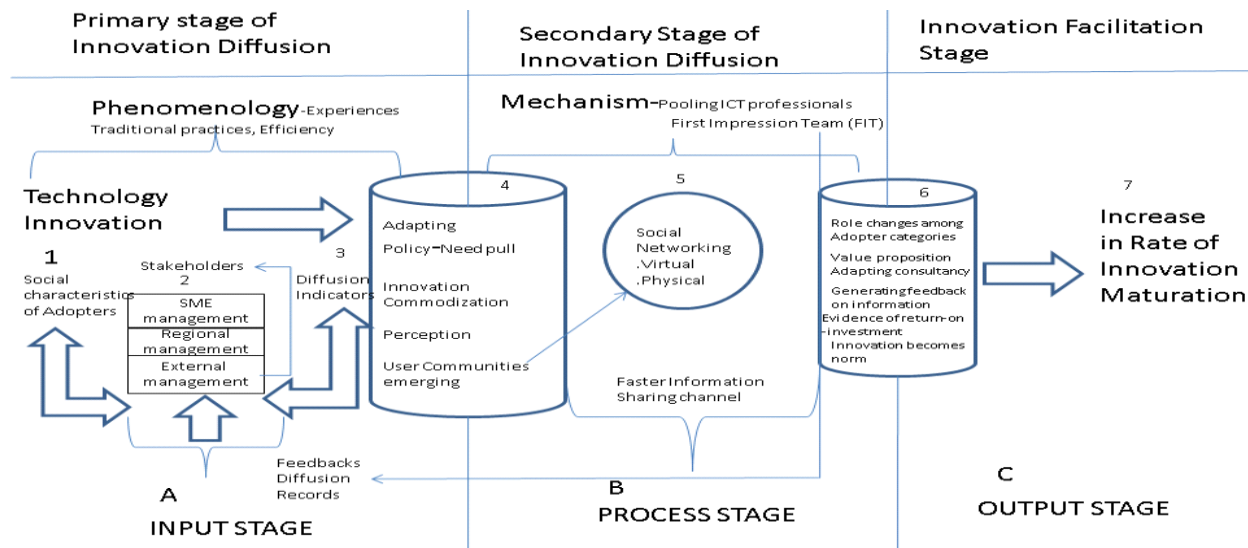 Primary stage of
Innovation Diffusion
Secondary Stage of
Innovation Diffusion
Innovation Facilitation
Stage
Phenomenology-Experiences
Traditional practices, Efficiency
Mechanism-Pooling ICT professionals
First Impression Team (FIT)
Technology
Innovation
1
Social
characteristics
of Adopters
Stakeholders
2
SME
management
Regional
management
External
management
3
Diffusion
Indicators
4
Adapting
Policy-Need pull
Innovation
Commodization
Perception
User Communities
emerging
5
Social
Networking
.Virtual
.Physical
Faster Information
Sharing channel
6
Role changes among
Adopter categories
Value proposition
Adapting consultancy
Generating feedback
on information
Evidence of return-on
-investment
Innovation becomes
norm
7
Increase
in Rate of
Innovation
Maturation
Feedbacks
Diffusion
Records
A
INPUT STAGE
B
PROCESS STAGE
C
OUTPUT STAGE